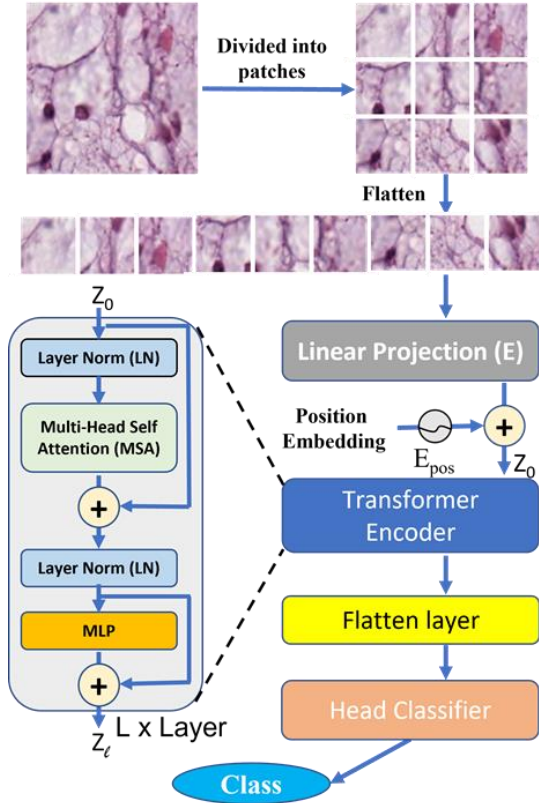 Divided into
patches
Flatten
Z0
Layer Norm (LN)
Multi-Head Self
Attention (MSA)
+
Layer Norm (LN)
MLP
+
Zℓ
L x Layer
Linear Projection (E)
Position
Embedding
+
Epos
Z0
Transformer
Encoder
Flatten layer
Head Classifier
Class